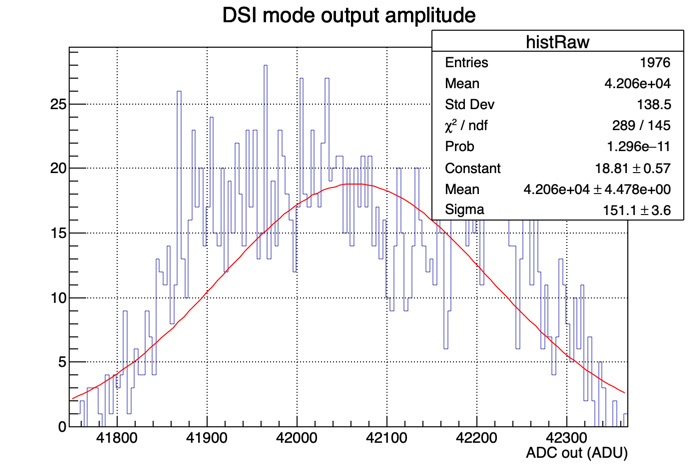 DSI mode output amplitude
histRaw
Entries 1976
Mean 4.206e+04
Std Dev 138.5
χ² / ndf 289 / 145
Prob 1.296e−11
Constant 18.81 ± 0.57
Mean 4.206e+04 ± 4.478e+00
Sigma 151.1 ± 3.6
25
20
15
10
5
0
41800 41900 42000 42100 42200 42300
ADC out (ADU)